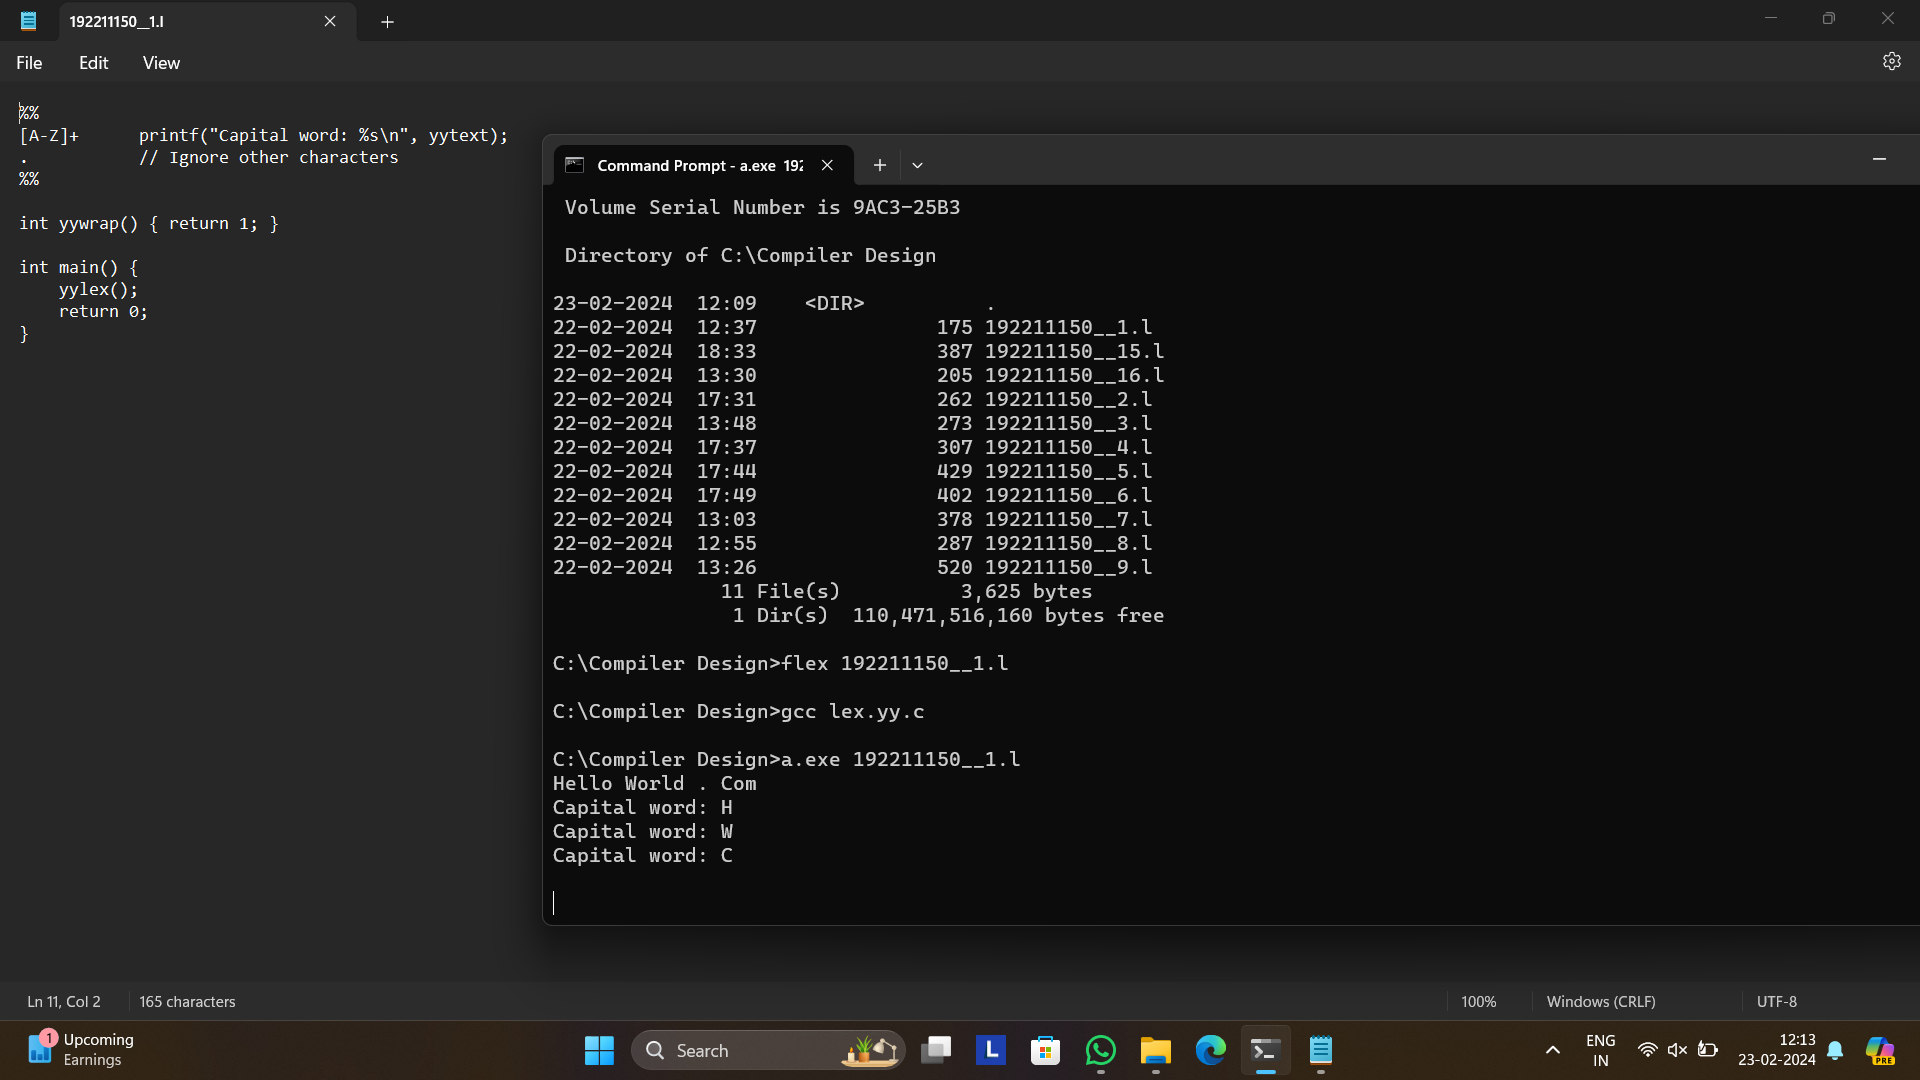 192211150__1.l
File Edit View
%%
[A-Z]+ printf("Capital word: %s\n", yytext);
. // Ignore other characters
%%
int yywrap() { return 1; }
int main() {
yylex();
return 0;
}
Command Prompt - a.exe 192
Volume Serial Number is 9AC3-25B3
Directory of C:\Compiler Design
23-02-2024 12:09 <DIR> .
22-02-2024 12:37 175 192211150__1.l
22-02-2024 18:33 387 192211150__15.l
22-02-2024 13:30 205 192211150__16.l
22-02-2024 17:31 262 192211150__2.l
22-02-2024 13:48 273 192211150__3.l
22-02-2024 17:37 307 192211150__4.l
22-02-2024 17:44 429 192211150__5.l
22-02-2024 17:49 402 192211150__6.l
22-02-2024 13:03 378 192211150__7.l
22-02-2024 12:55 287 192211150__8.l
22-02-2024 13:26 520 192211150__9.l
11 File(s) 3,625 bytes
1 Dir(s) 110,471,516,160 bytes free
C:\Compiler Design>flex 192211150__1.l
C:\Compiler Design>gcc lex.yy.c
C:\Compiler Design>a.exe 192211150__1.l
Hello World . Com
Capital word: H
Capital word: W
Capital word: C
Ln 11, Col 2 165 characters 100% Windows (CRLF) UTF-8
1 Upcoming
Earnings
Search
L
ENG
IN
12:13
23-02-2024
PRE